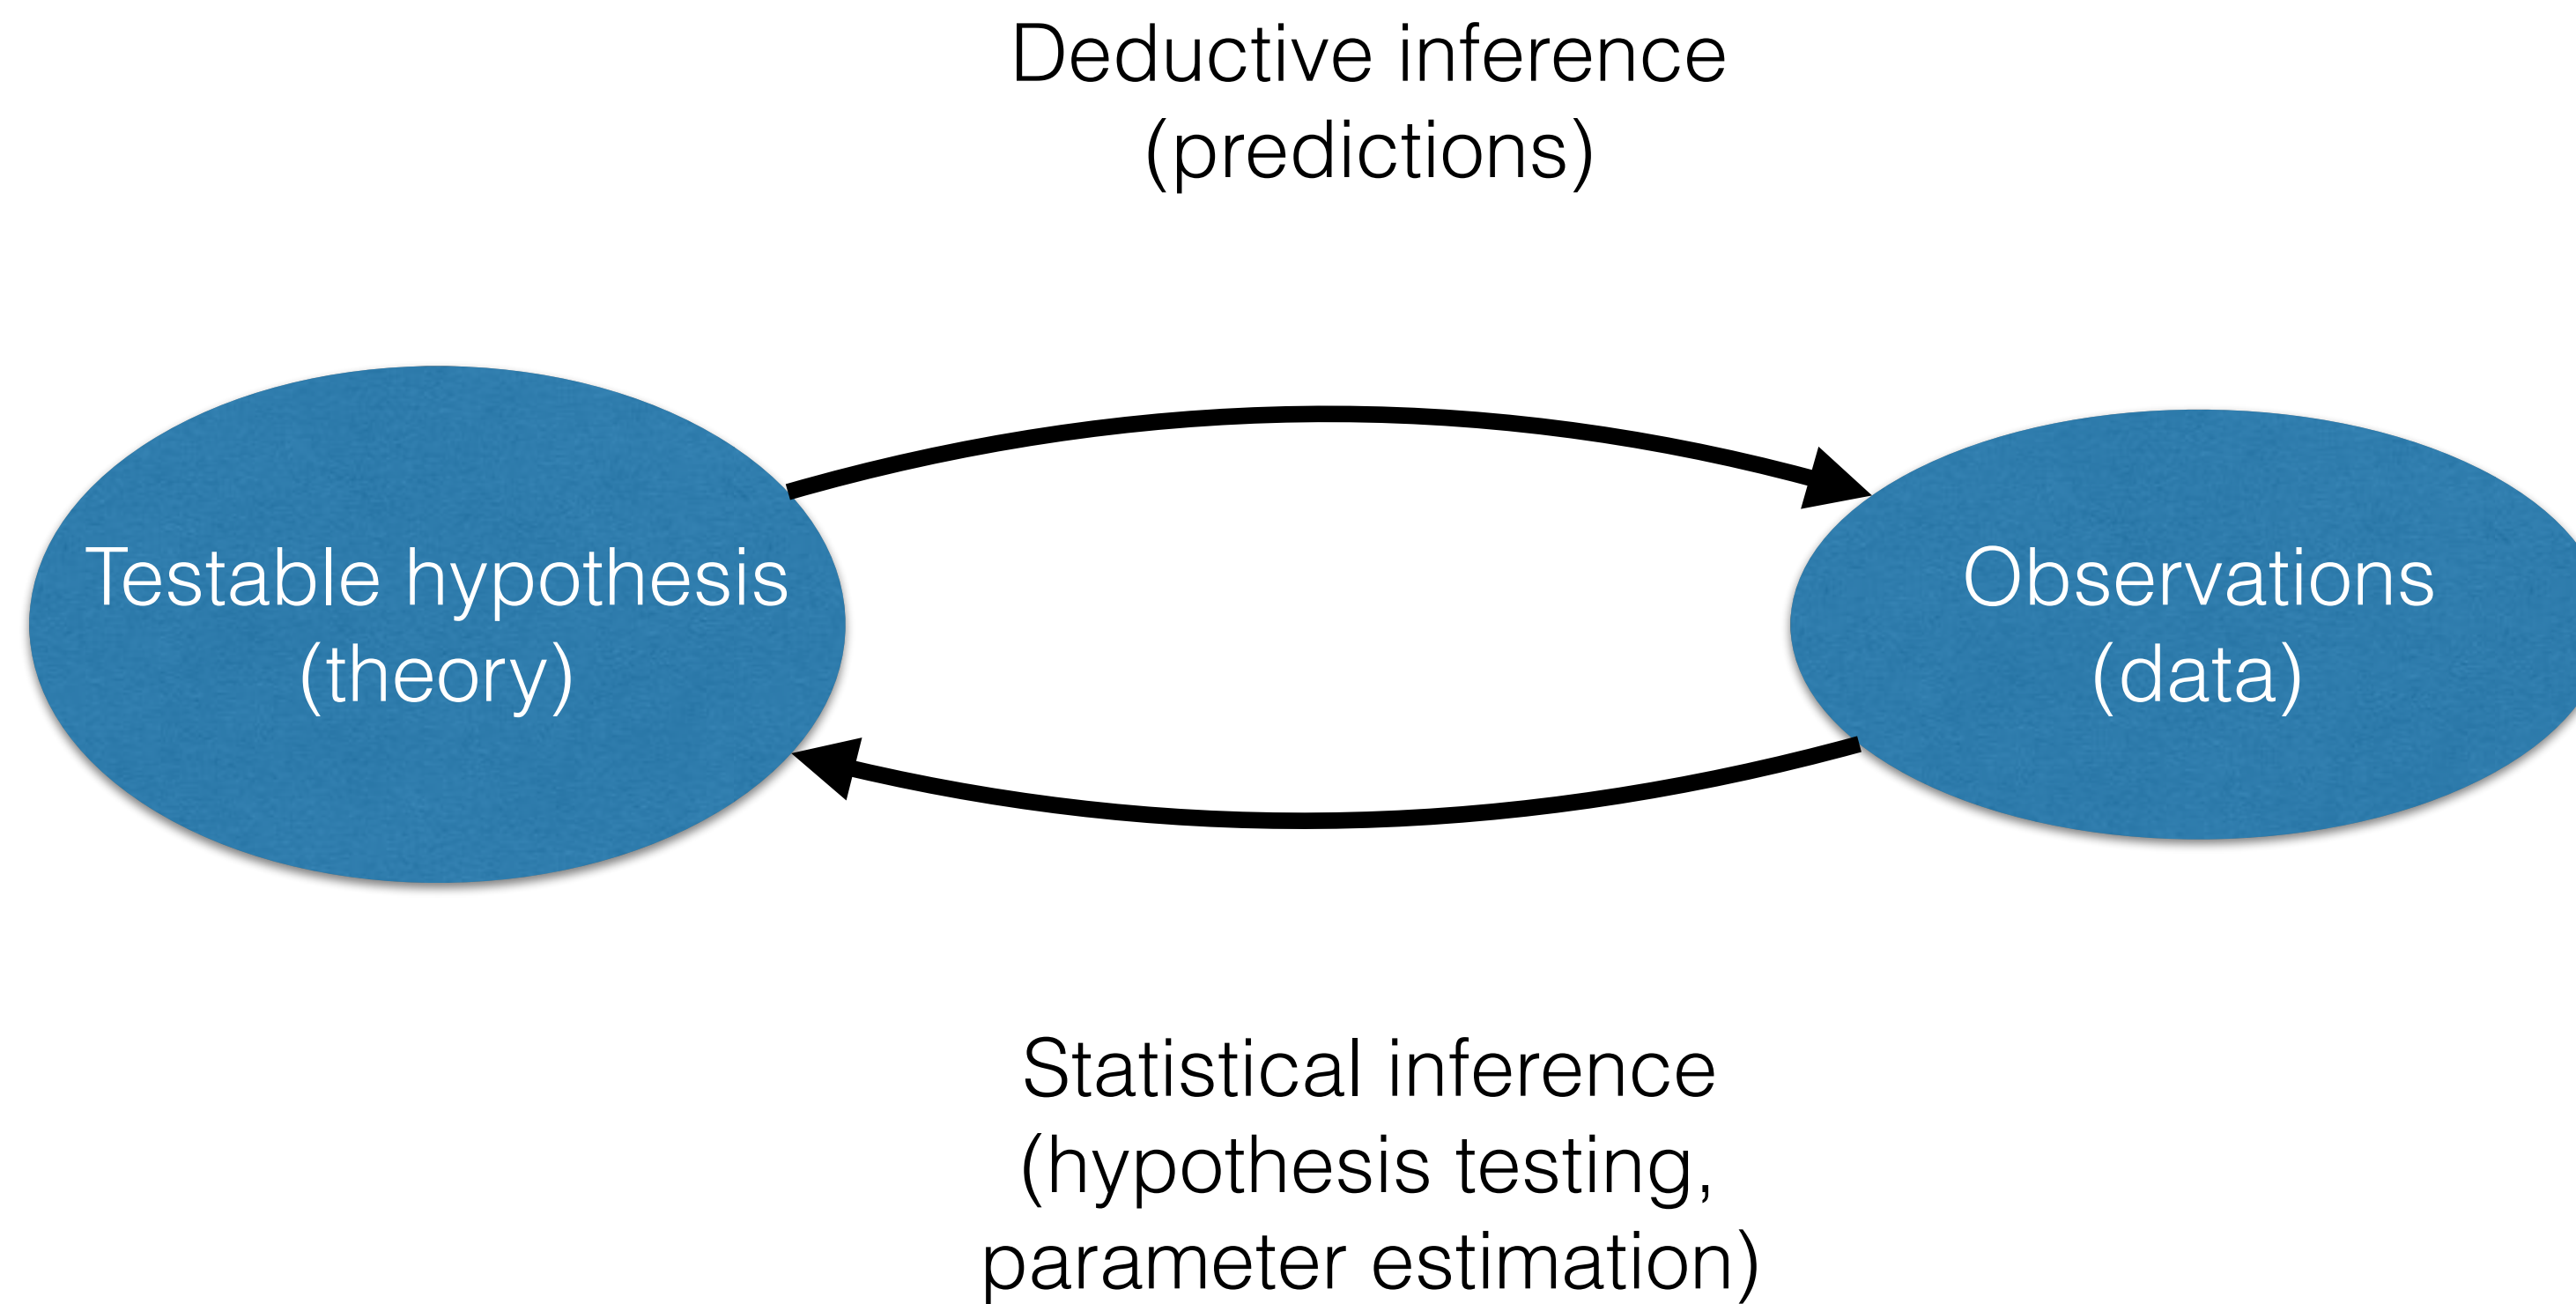 Deductive inference
(predictions)
Testable hypothesis
(theory)
Observations
(data)
Statistical inference
(hypothesis testing,
parameter estimation)